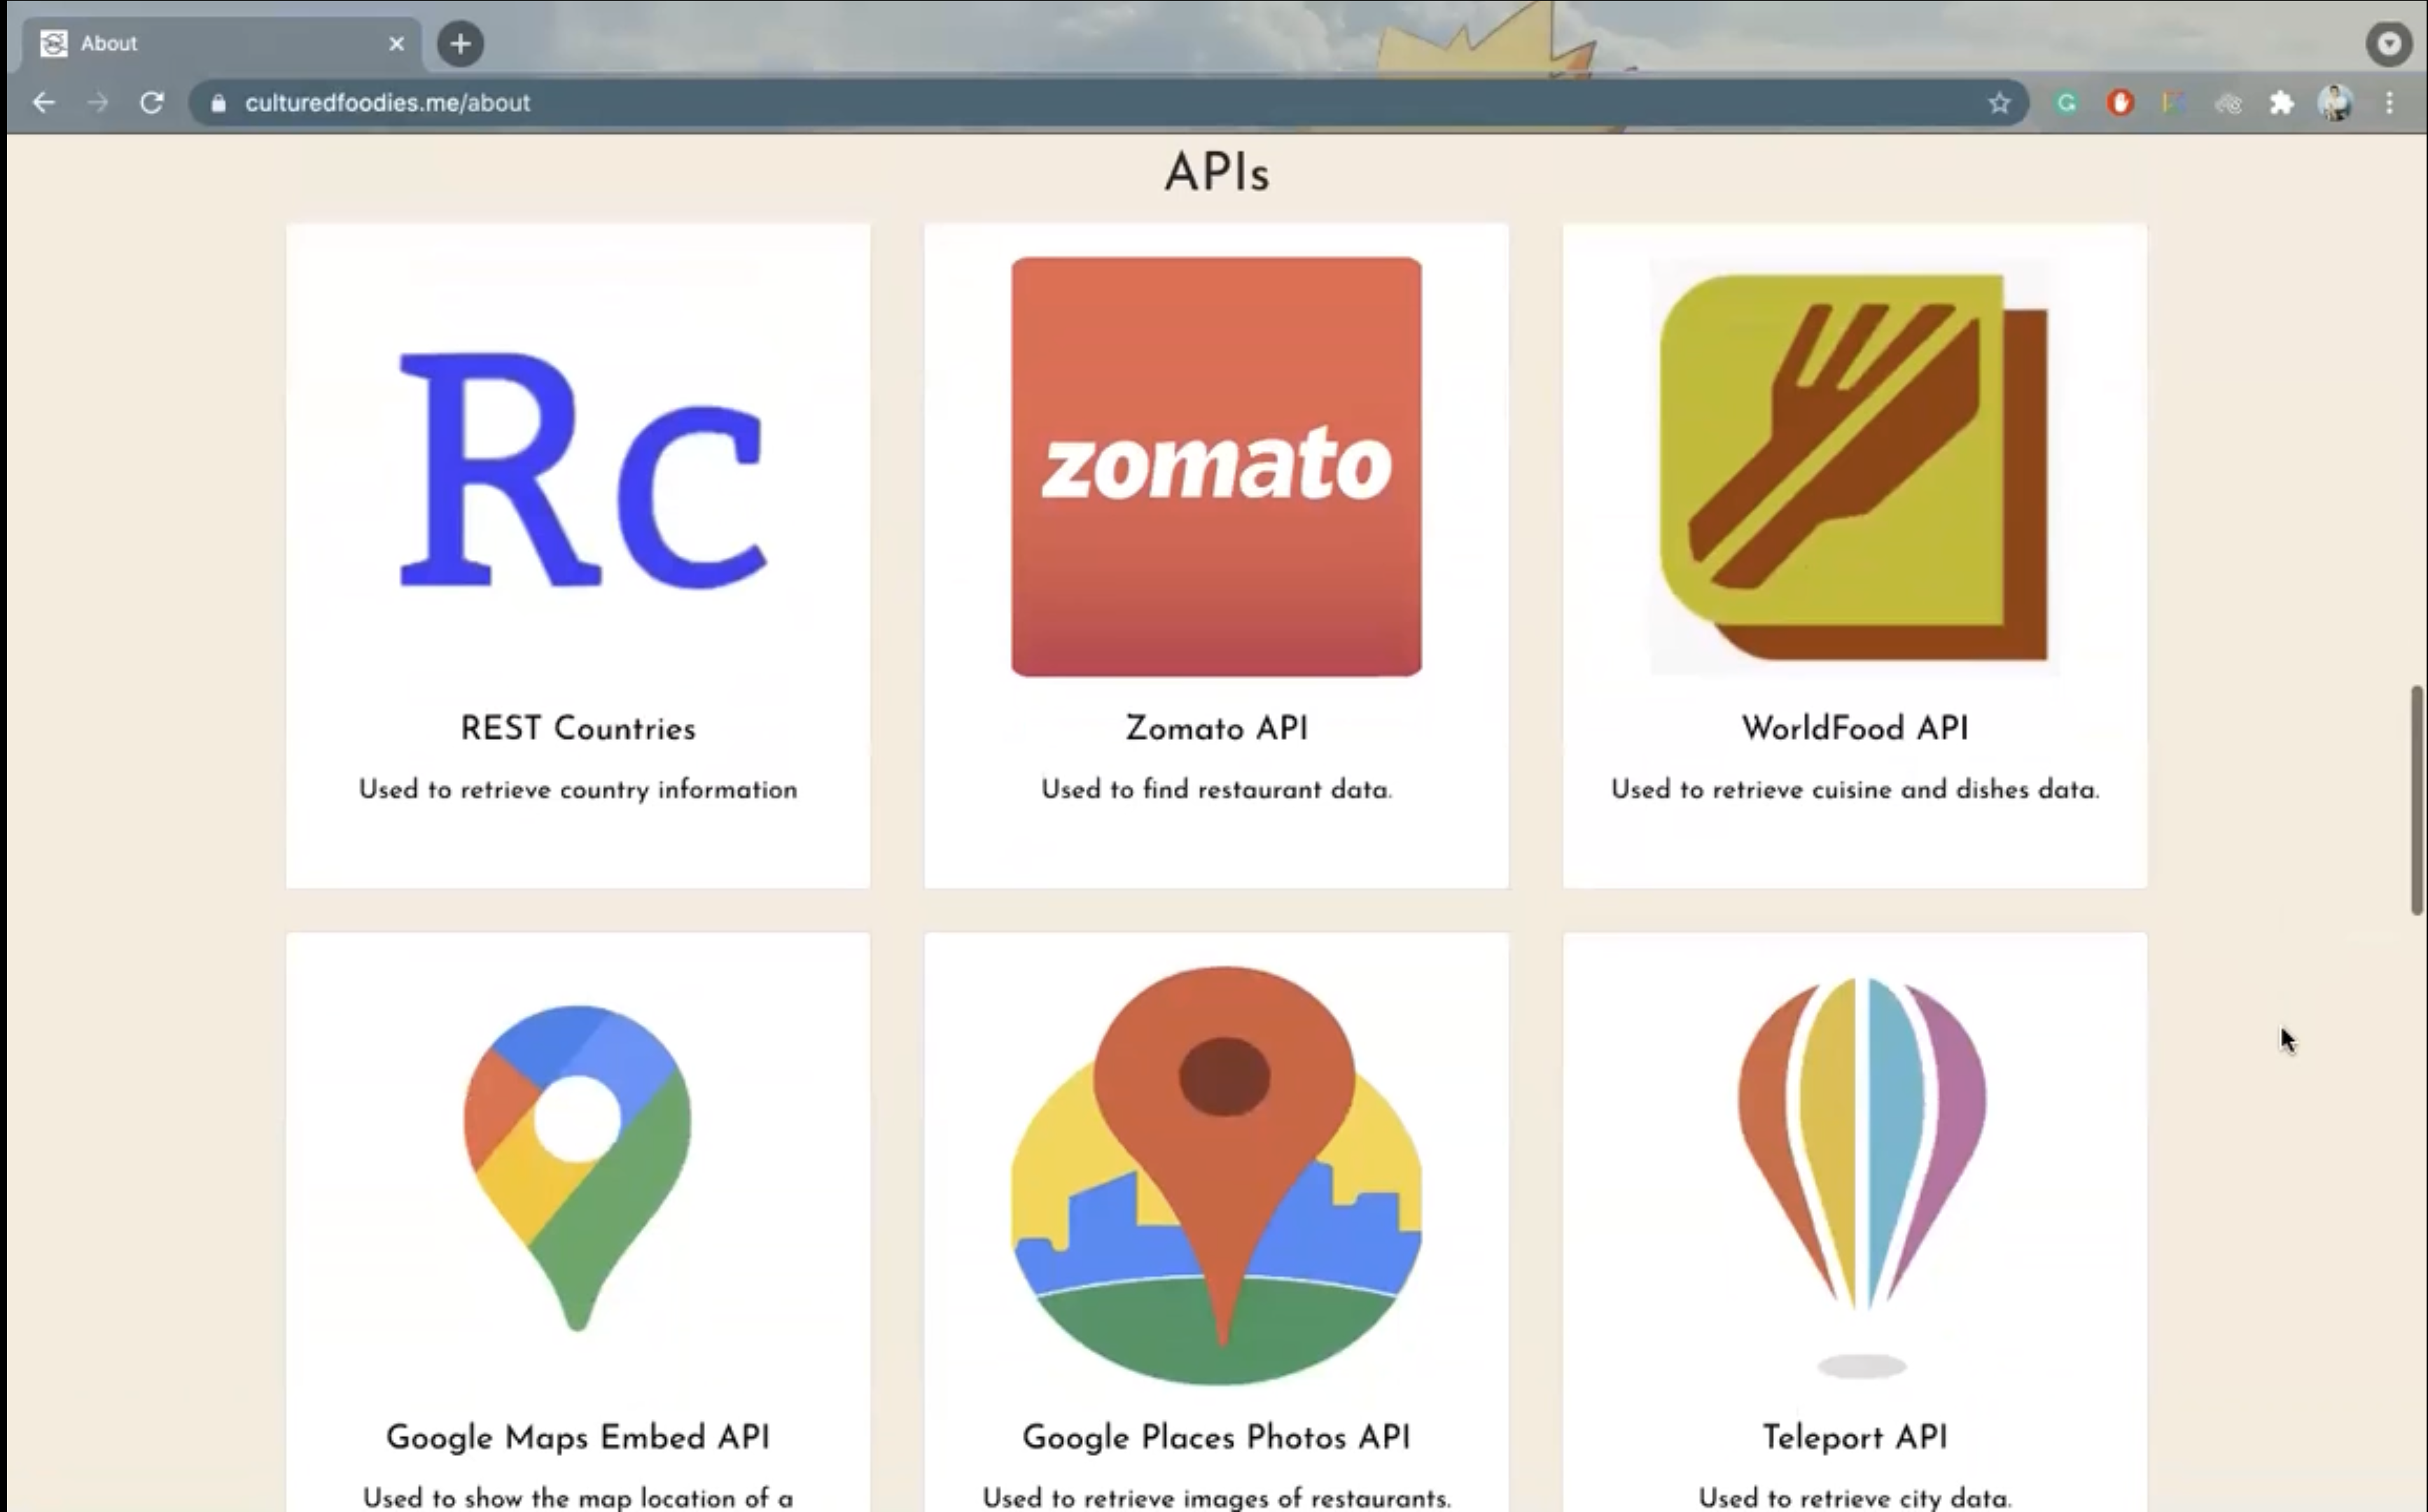 About
culturedfoodies.me/about
APIs
Rc
zomato
REST Countries
Zomato API
WorldFood API
Used to retrieve country information
Used to find restaurant data.
Used to retrieve cuisine and dishes data.
Google Maps Embed API
Google Places Photos API
Teleport API
Used to show the map location of a
Used to retrieve images of restaurants.
Used to retrieve city data.